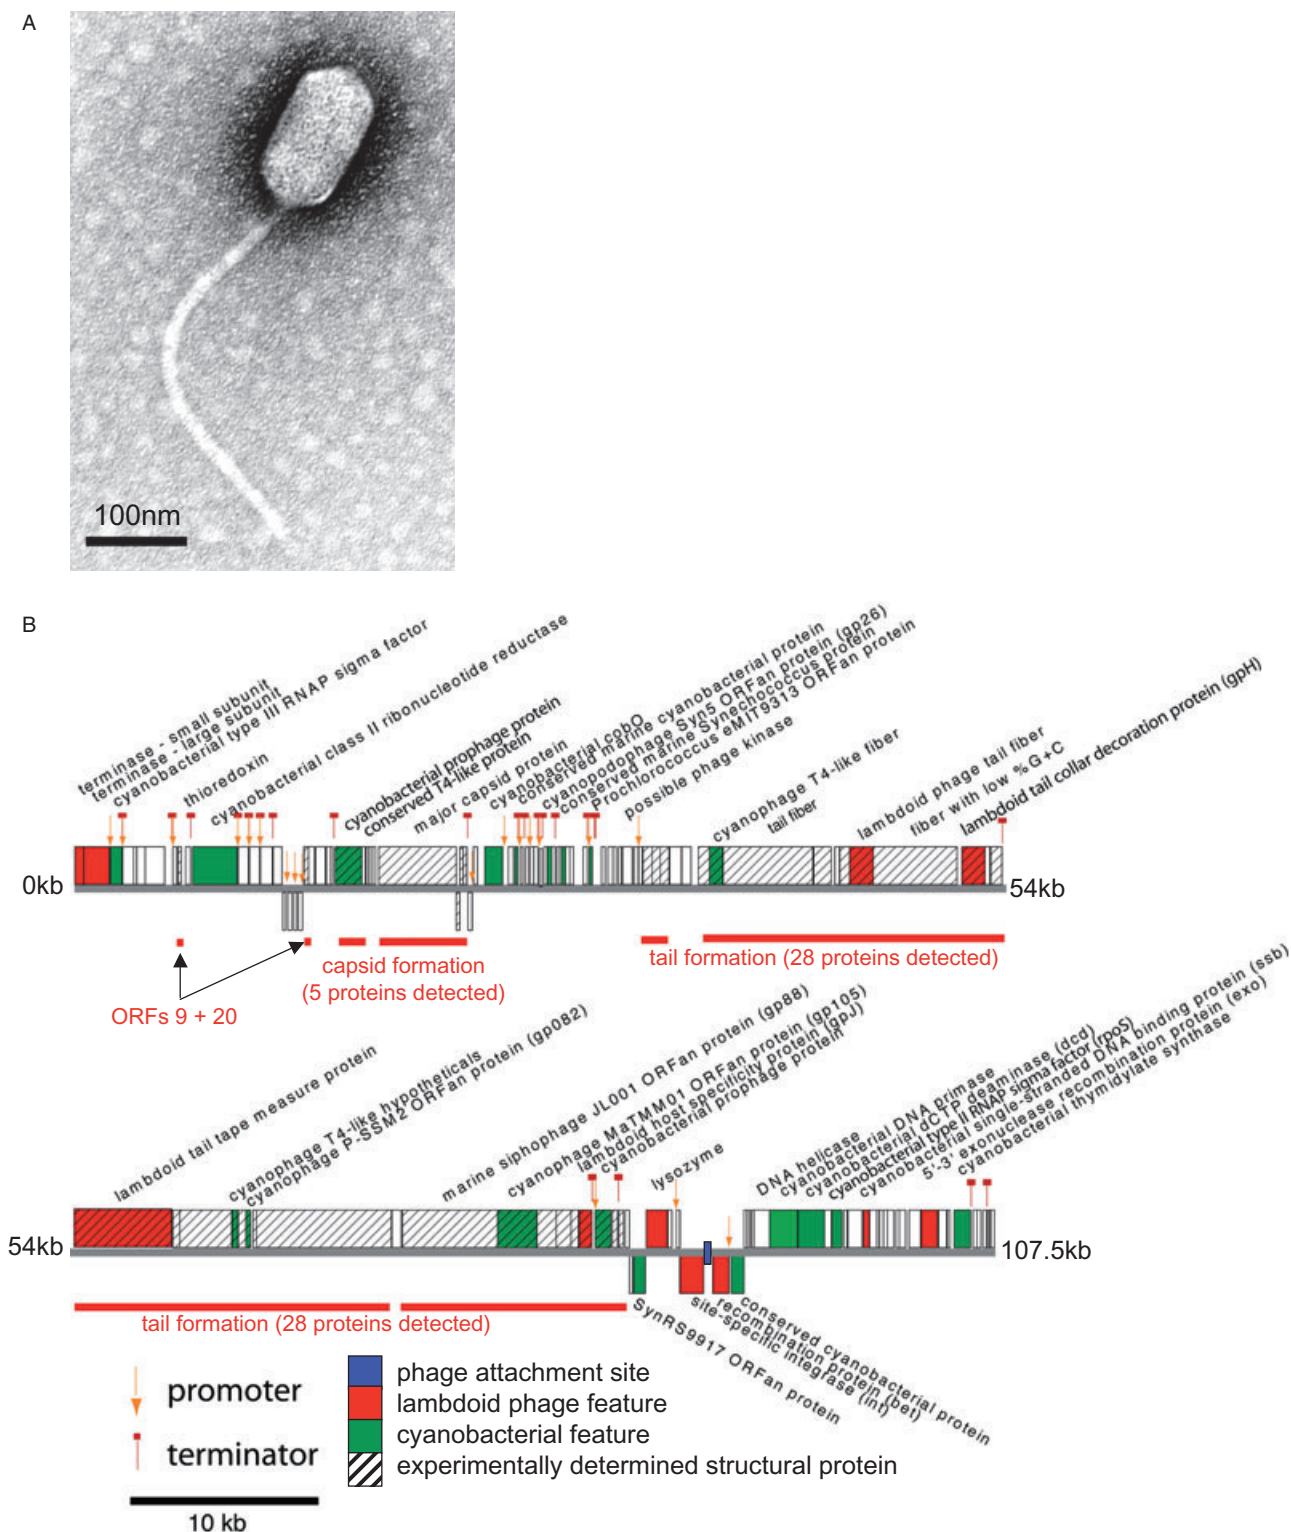 A
100nm
B
terminase - small subunit
terminase - large subunit
cyanobacterial type III RNAP sigma factor
thioredoxin
cyanobacterial class II ribonucleotide reductase
cyanobacterial prophage protein
conserved T4-like protein
major capsid protein
cyanobacterial cobO
conserved marine cyanobacterial protein
cyanopodophage Syn5 ORFan protein (gp26)
conserved marine Synechococcus protein
Prochlorococcus eMIT9313 ORFan protein
possible phage kinase
cyanophage T4-like fiber
tail fiber
lambdoid phage tail fiber
fiber with low %G+C
lambdoid tail collar decoration protein (gpH)
0kb
54kb
ORFs 9 + 20
capsid formation
(5 proteins detected)
tail formation (28 proteins detected)
lambdoid tail tape measure protein
cyanophage T4-like hypotheticals
cyanophage P-SSM2 ORFan protein (gp082)
marine siphophage JL001 ORFan protein (gp88)
cyanophage MaTMM01 ORFan protein (gp105)
lambdoid host specificity protein (gpJ)
cyanobacterial prophage protein
lysozyme
DNA helicase
cyanobacterial DNA primase
cyanobacterial dCTP deaminase (dcd)
cyanobacterial type II RNAP sigma factor (rpoS)
cyanobacterial single-stranded DNA binding protein (ssb)
5'-3' exonuclease recombination protein (exo)
cyanobacterial thymidylate synthase
54kb
107.5kb
tail formation (28 proteins detected)
SynRS9917 ORFan protein
site-specific integrase (int)
recombination protein (bet)
conserved cyanobacterial protein
promoter
terminator
10 kb
phage attachment site
lambdoid phage feature
cyanobacterial feature
experimentally determined structural protein